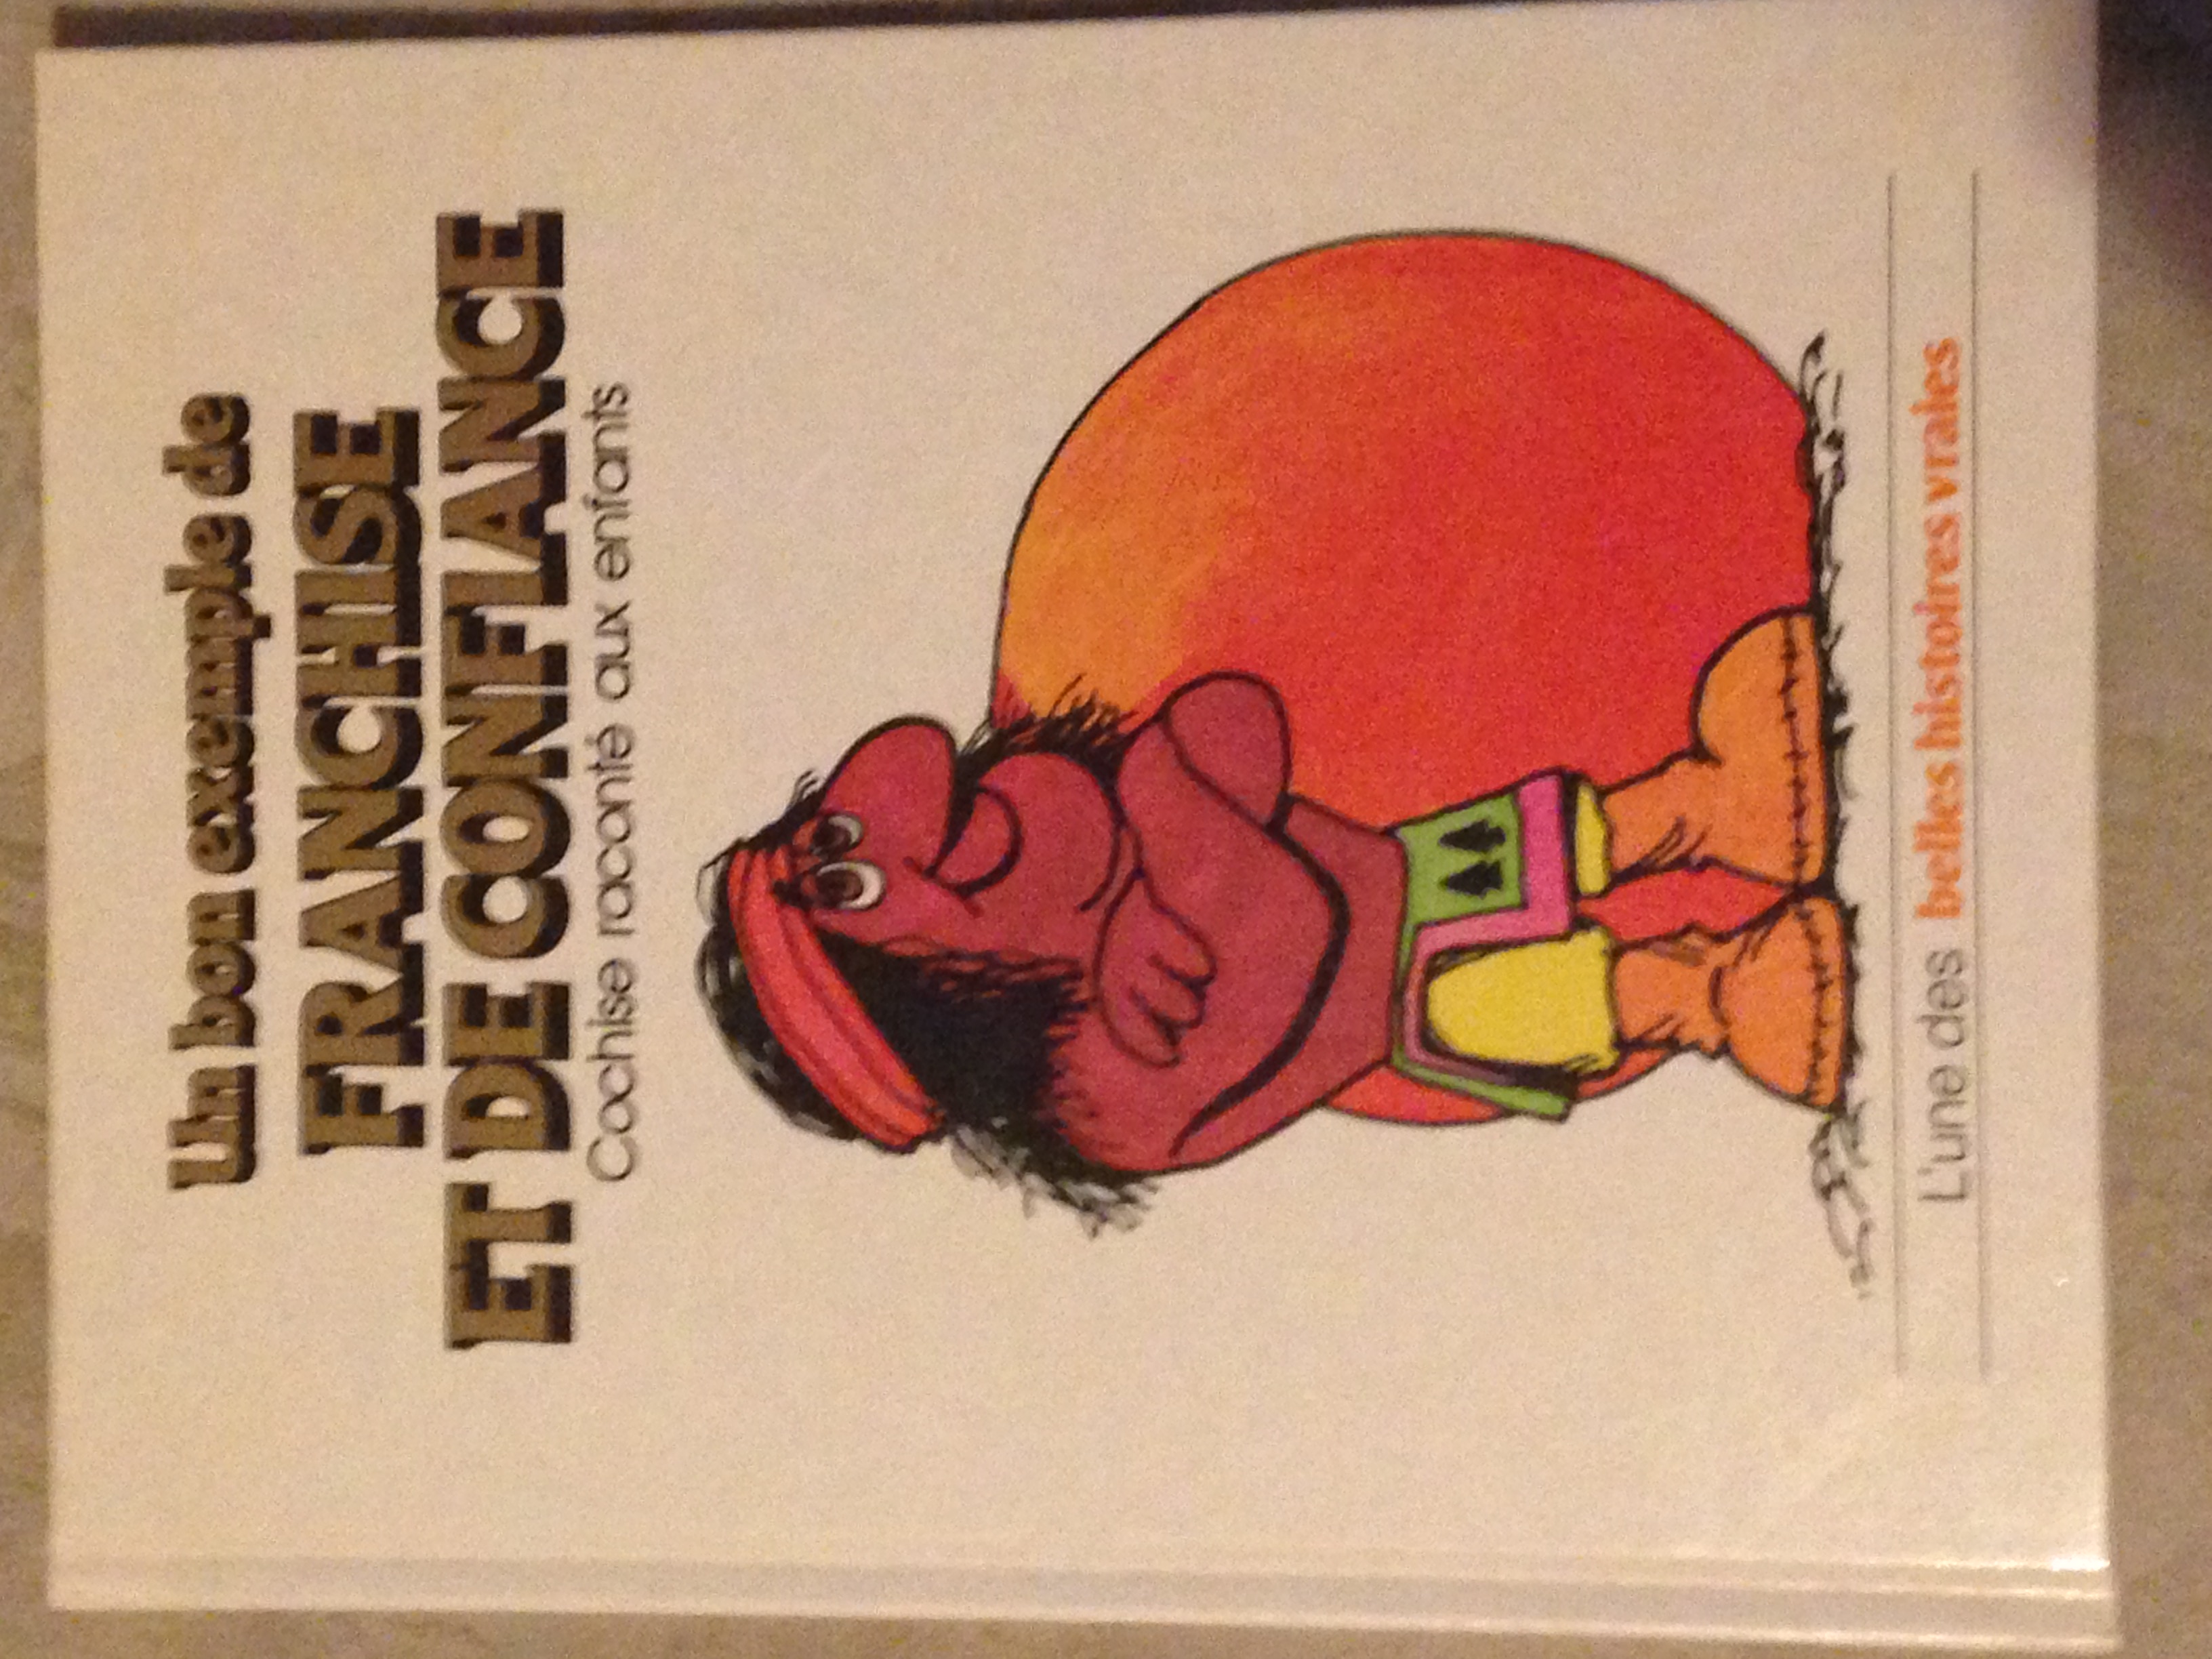 Un bon exemple de
FRANCHISE
ET DE CONFIANCE
Cochise raconté aux enfants
L'une des belles histoires vraies